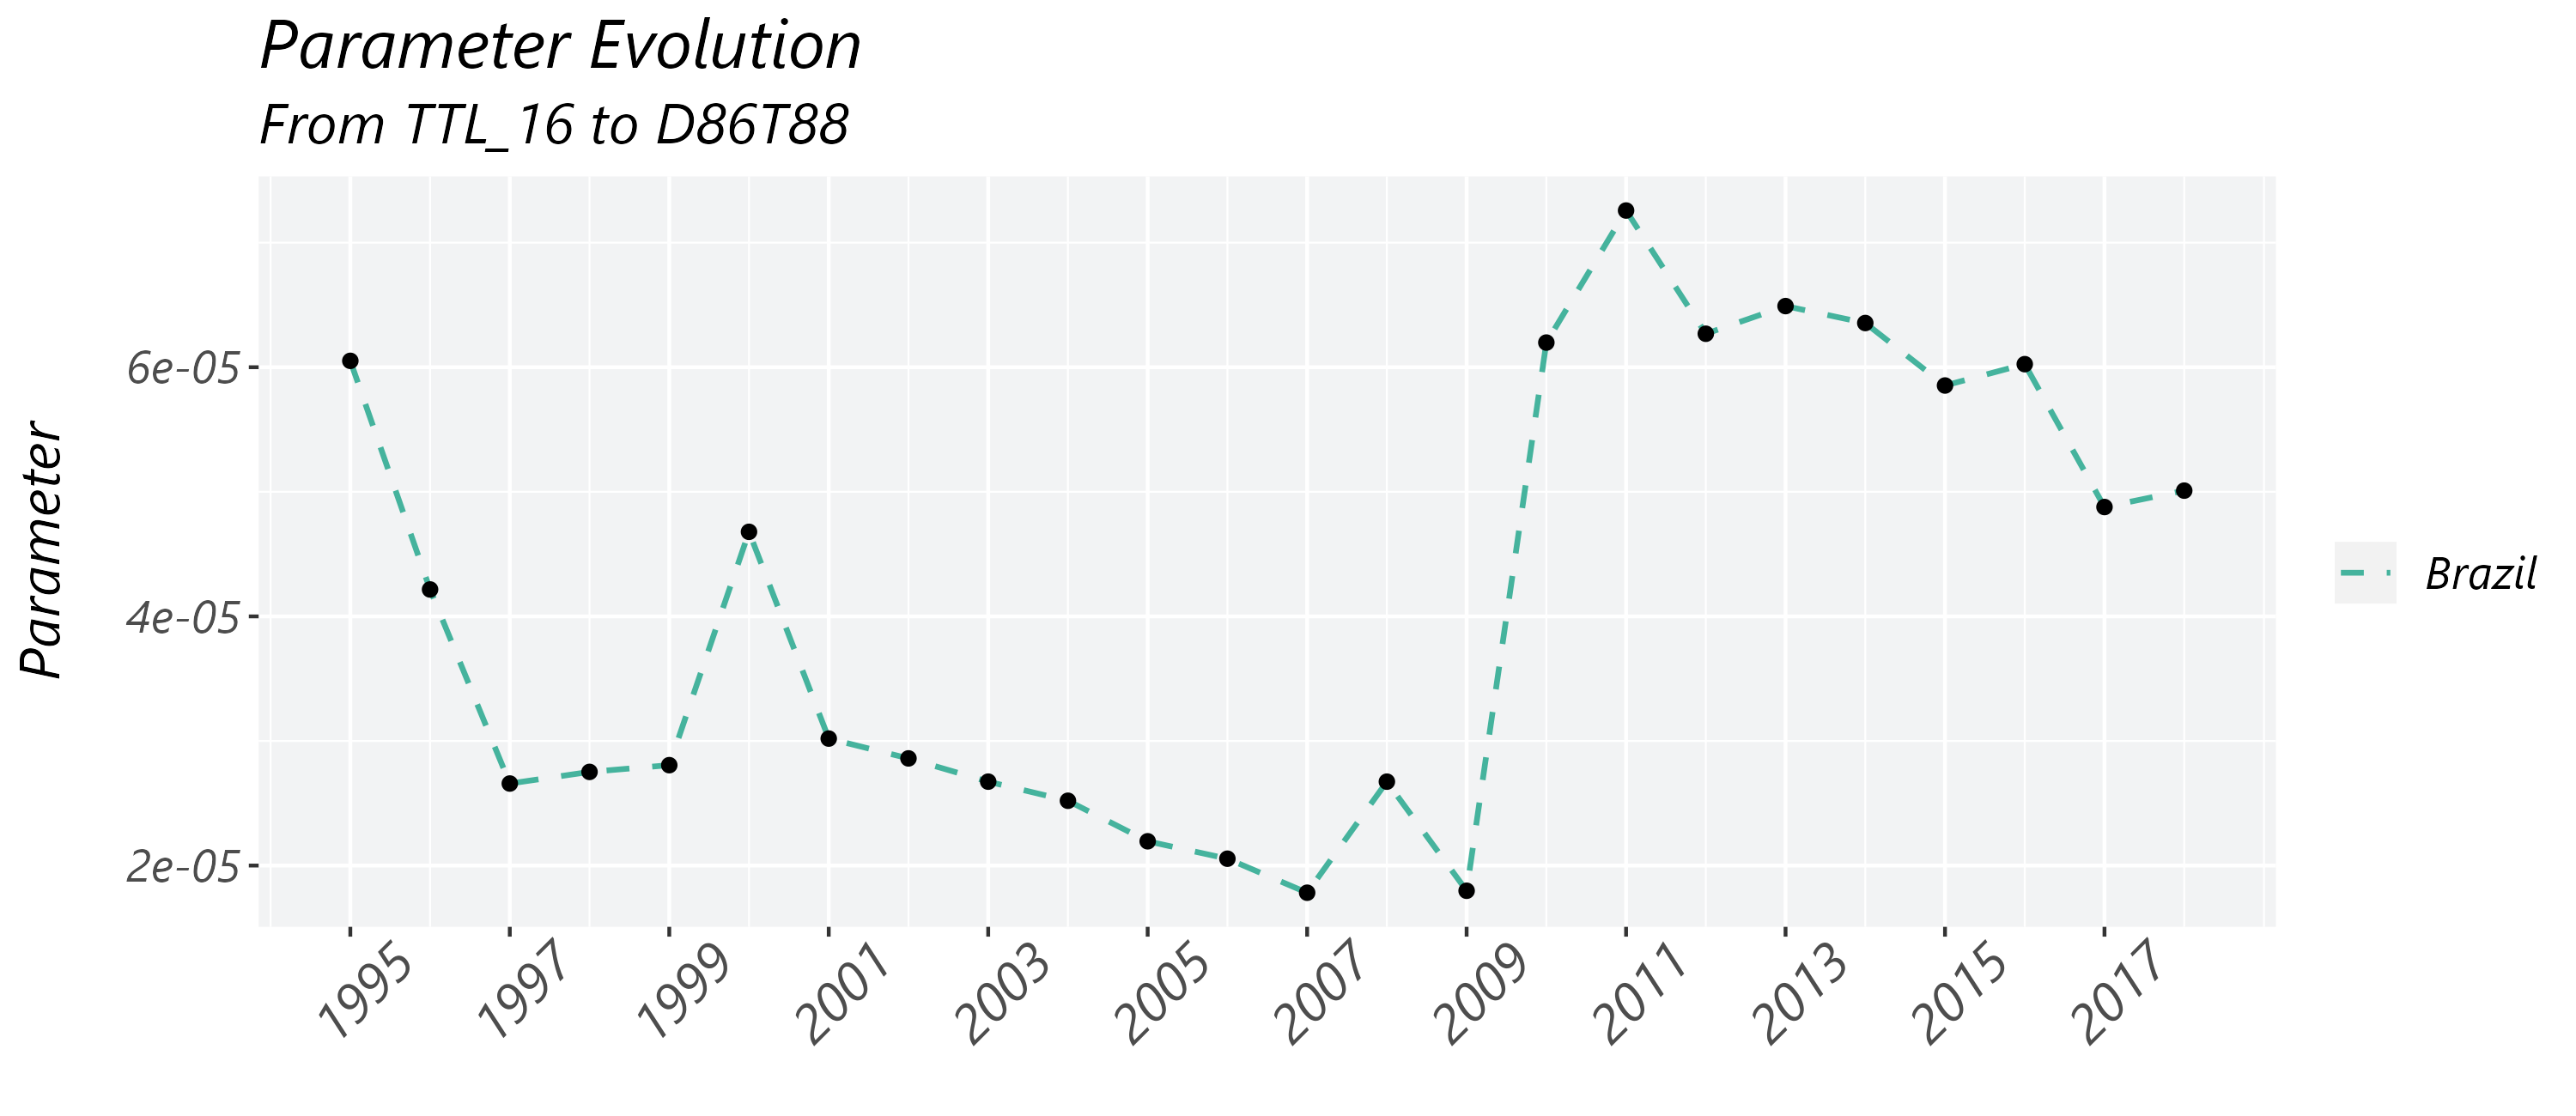 Parameter Evolution
From TTL_16 to D86T88
Parameter
6e-05
4e-05
2e-05
1995
1997
1999
2001
2003
2005
2007
2009
2011
2013
2015
2017
Brazil